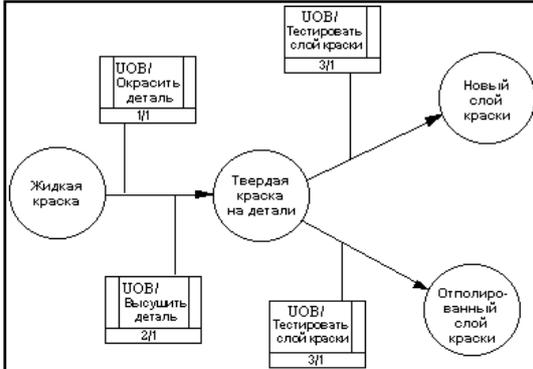 UOB/
Тестировать
слой краски
3/1
UOB/
Окрасить
деталь
1/1
Новый
слой
краски
Жидкая
краска
Твердая
краска
на детали
UOB/
Высушить
деталь
2/1
UOB/
Тестировать
слой краски
3/1
Отполиро-
ванный
слой
краски